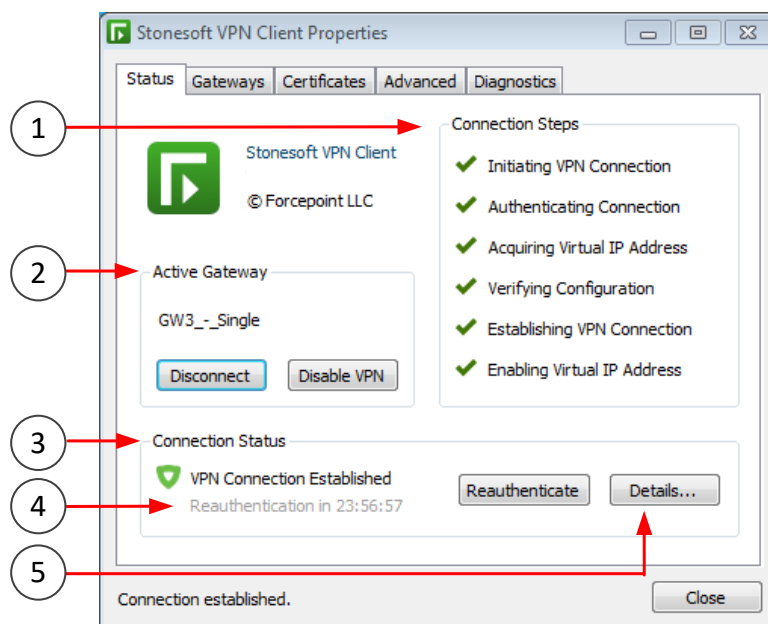 Stonesoft VPN Client Properties
Status Gateways Certificates Advanced Diagnostics
1
Connection Steps
Stonesoft VPN Client
© Forcepoint LLC
Initiating VPN Connection
Authenticating Connection
Acquiring Virtual IP Address
Verifying Configuration
Establishing VPN Connection
Enabling Virtual IP Address
2
Active Gateway
GW3_-_Single
Disconnect Disable VPN
3
Connection Status
VPN Connection Established
4
Reauthentication in 23:56:57
Reauthenticate Details...
5
Connection established.
Close